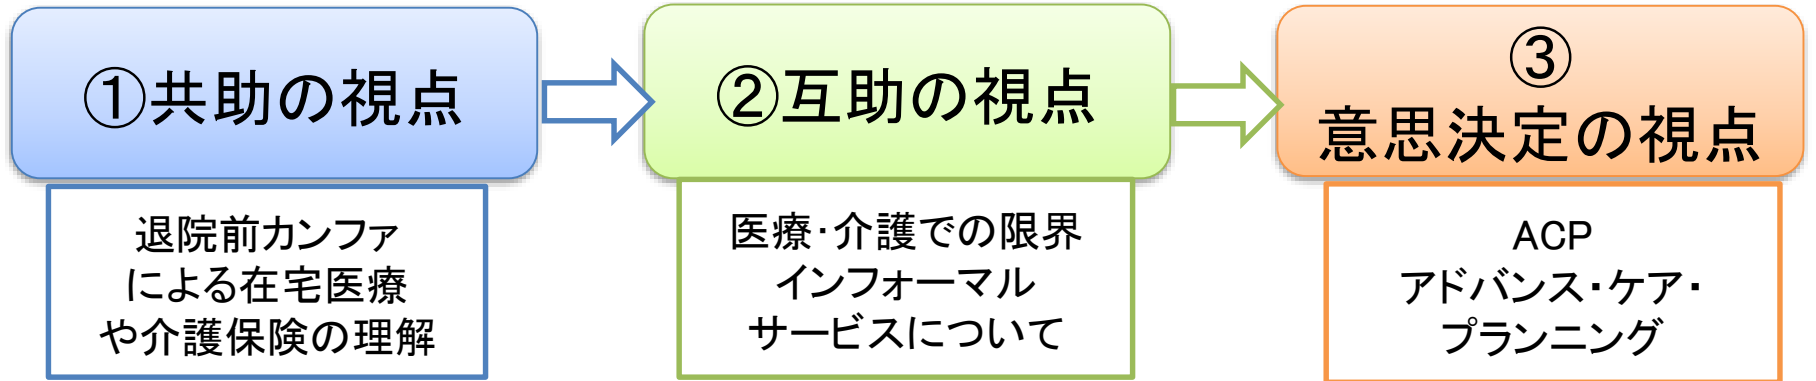 ①共助の視点
退院前カンファ
による在宅医療
や介護保険の理解
②互助の視点
医療・介護での限界
インフォーマル
サービスについて
③
意思決定の視点
ACP
アドバンス・ケア・
プランニング